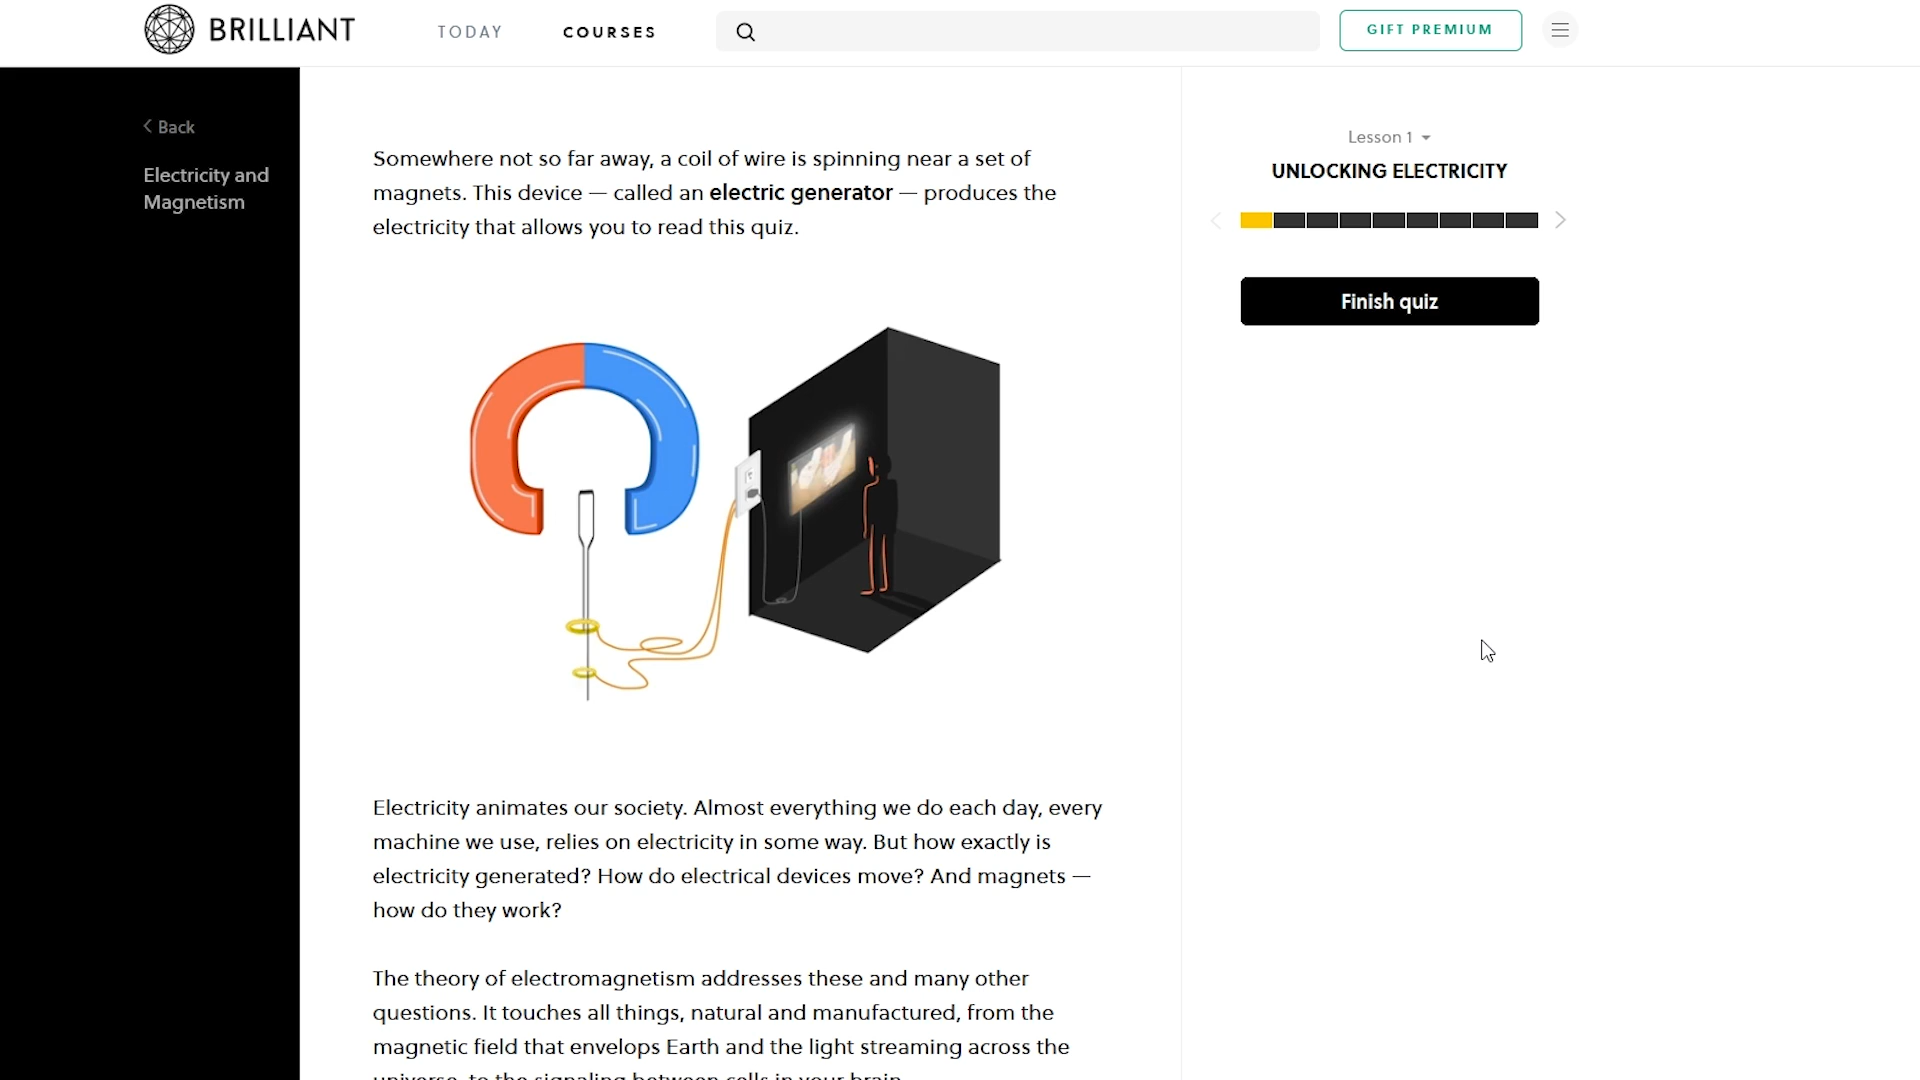 BRILLIANT
TODAY
COURSES
GIFT PREMIUM
Back
Electricity and
Magnetism
Somewhere not so far away, a coil of wire is spinning near a set of
magnets. This device — called an electric generator — produces the
electricity that allows you to read this quiz.
Electricity animates our society. Almost everything we do each day, every
machine we use, relies on electricity in some way. But how exactly is
electricity generated? How do electrical devices move? And magnets —
how do they work?
The theory of electromagnetism addresses these and many other
questions. It touches all things, natural and manufactured, from the
magnetic field that envelops Earth and the light streaming across the
universe, to the signaling between cells in your brain.
Lesson 1
UNLOCKING ELECTRICITY
Finish quiz